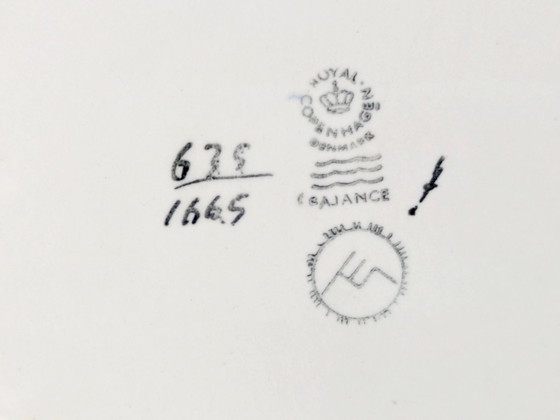 ROYAL COPENHAGEN
DENMARK
FAJANCE
635
1665